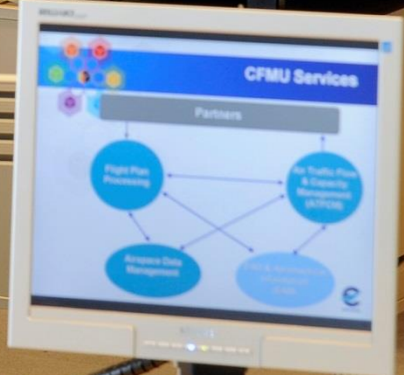 CFMU Services
Partners
Flight Plan
Processing
Air Traffic Flow
& Capacity
Management
(ATFCM)
Airspace Data
Management